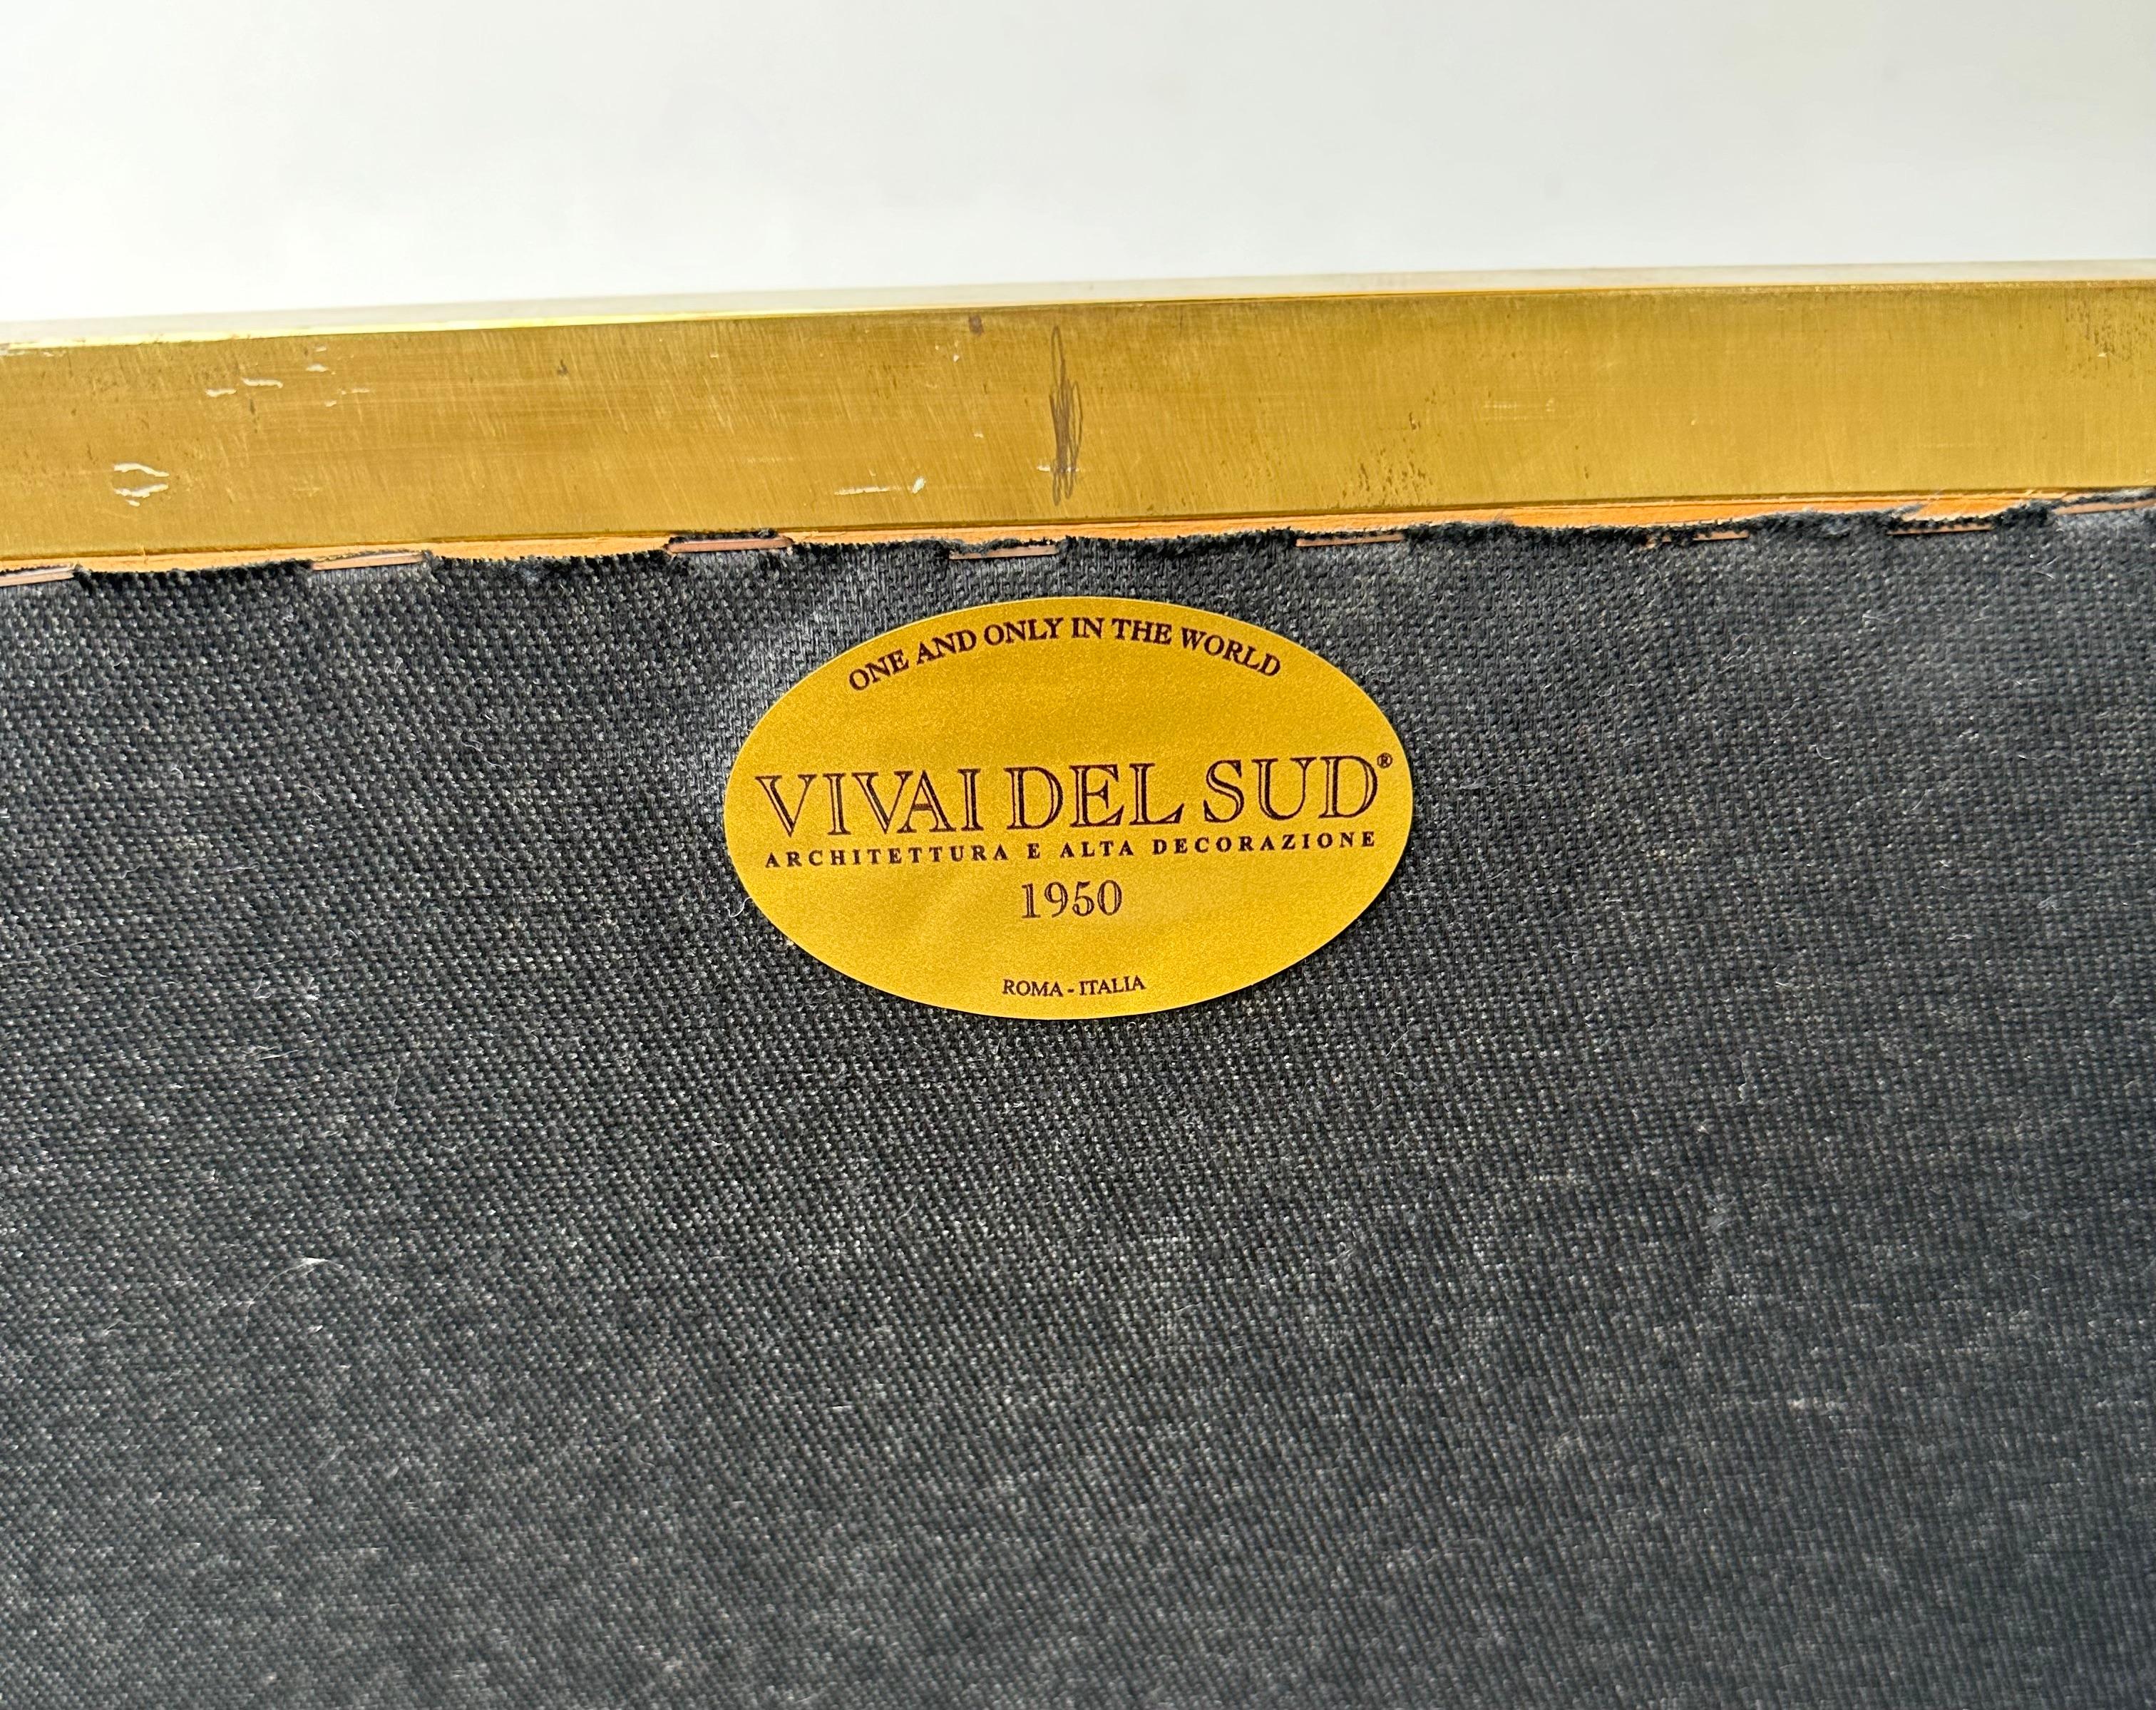 ONE AND ONLY IN THE WORLD
VIVAI DEL SUD®
ARCHITETTURA E ALTA DECORAZIONE
1950
ROMA - ITALIA